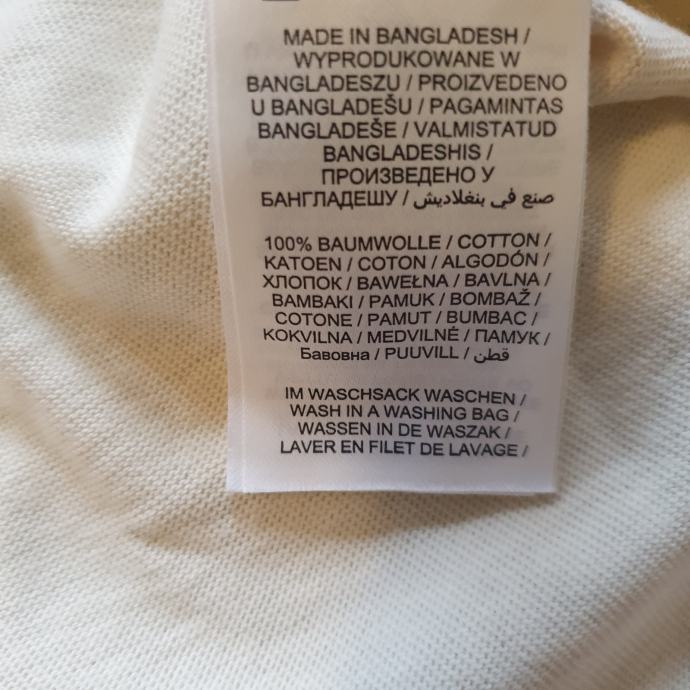 MADE IN BANGLADESH /
WYPRODUKOWANE W
BANGLADESZU / PROIZVEDENO
U BANGLADEŠU / PAGAMINTAS
BANGLADEŠE / VALMISTATUD
BANGLADESHIS /
ПРОИЗВЕДЕНО У
БАНГЛАДЕШУ / صنع في بنغلاديش
100% BAUMWOLLE / COTTON /
KATOEN / COTON / ALGODÓN /
ХЛОПОК / BAWEŁNA / BAVLNA /
BAMBAKI / PAMUK / BOMBAŽ /
COTONE / PAMUT / BUMBAC /
KOKVILNA / MEDVILNĖ / ПАМУК /
Бавовна / PUUVILL / قطن
IM WASCHSACK WASCHEN /
WASH IN A WASHING BAG /
WASSEN IN DE WASZAK /
LAVER EN FILET DE LAVAGE /